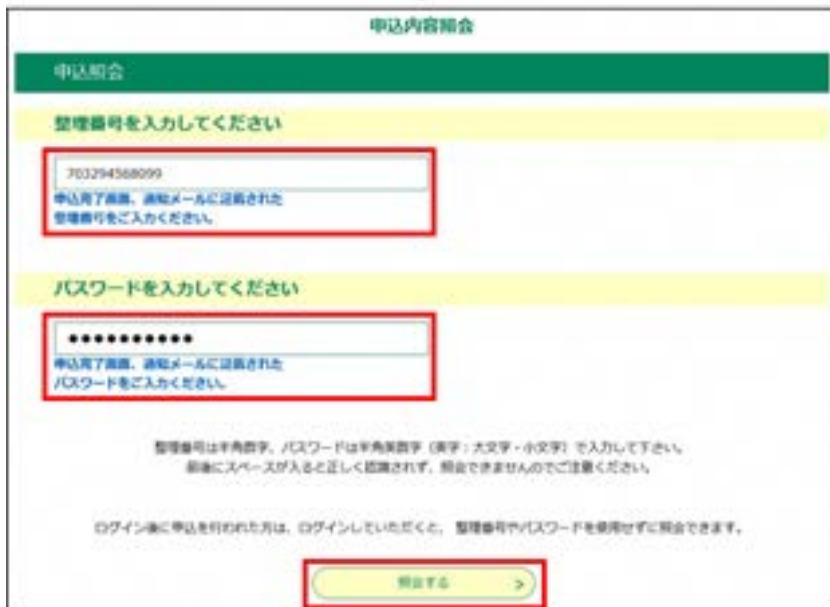 申込内容照会
申込照会
整理番号を入力してください
703294568099
申込完了画面、通知メールに記載された
整理番号をご入力ください。
パスワードを入力してください
●●●●●●●●●●
申込完了画面、通知メールに記載された
パスワードをご入力ください。
整理番号は半角数字、パスワードは半角英数字（英字：大文字・小文字）で入力して下さい。
前後にスペースが入ると正しく認識されず、照会できませんのでご注意ください。
ログイン後に申込を行われた方は、ログインしていただくと、 整理番号やパスワードを使用せずに照会できます。
照会する >